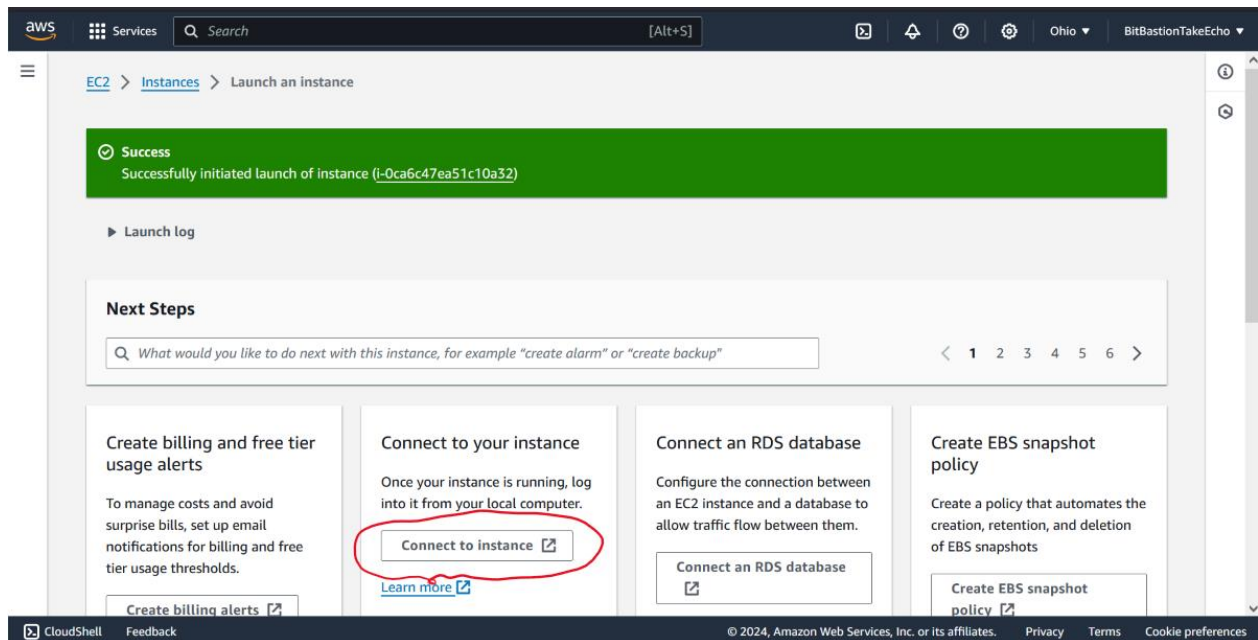 aws
Services
Search
[Alt+S]
Ohio
BitBastionTakeEcho
EC2 > Instances > Launch an instance
Success
Successfully initiated launch of instance (i-0ca6c47ea51c10a32)
Launch log
Next Steps
What would you like to do next with this instance, for example "create alarm" or "create backup"
< 1 2 3 4 5 6 >
Create billing and free tier
usage alerts
To manage costs and avoid
surprise bills, set up email
notifications for billing and free
tier usage thresholds.
Create billing alerts
Connect to your instance
Once your instance is running, log
into it from your local computer.
Connect to instance
Learn more
Connect an RDS database
Configure the connection between
an EC2 instance and a database to
allow traffic flow between them.
Connect an RDS database
Create EBS snapshot
policy
Create a policy that automates the
creation, retention, and deletion
of EBS snapshots
Create EBS snapshot
policy
CloudShell
Feedback
© 2024, Amazon Web Services, Inc. or its affiliates.
Privacy
Terms
Cookie preferences